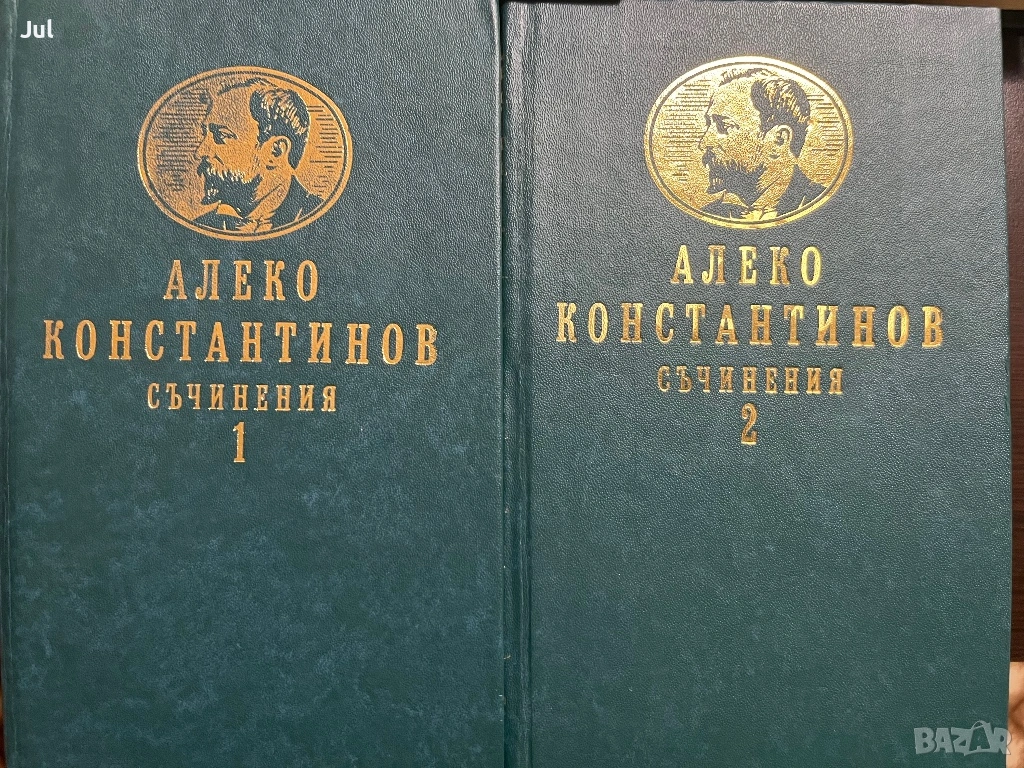 Jul
АЛЕКО
КОНСТАНТИНОВ
СЪЧИНЕНИЯ
1
АЛЕКО
КОНСТАНТИНОВ
СЪЧИНЕНИЯ
2
BAZAR